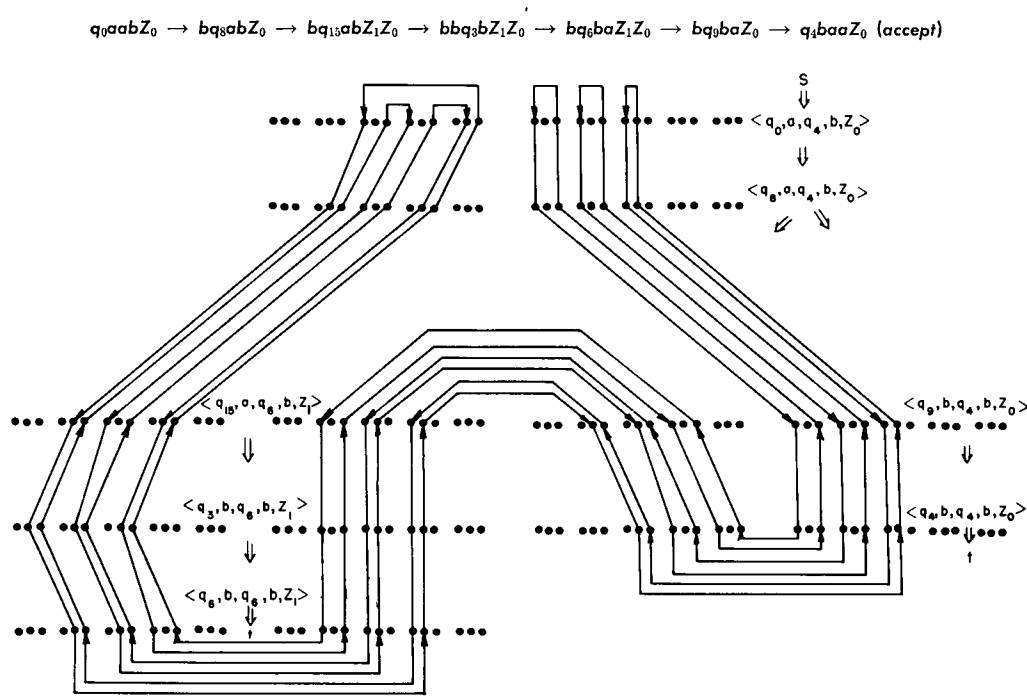 q₀aabZ₀ → bq₈abZ₀ → bq₁₅abZ₁Z₀ → bbq₃bZ₁Z₀ → bq₆baZ₁Z₀ → bq₉baZ₀ → q₄baaZ₀ (accept)
S
⇓
<q₀,a,q₄,b,Z₀>
⇓
<q₈,a,q₄,b,Z₀>
<q₁₅,a,q₆,b,Z₁>
<q₉,b,q₄,b,Z₀>
⇓ ⇓
<q₃,b,q₆,b,Z₁>
<q₄,b,q₄,b,Z₀>
⇓ ⇓
t
<q₆,b,q₆,b,Z₁>
⇓
t